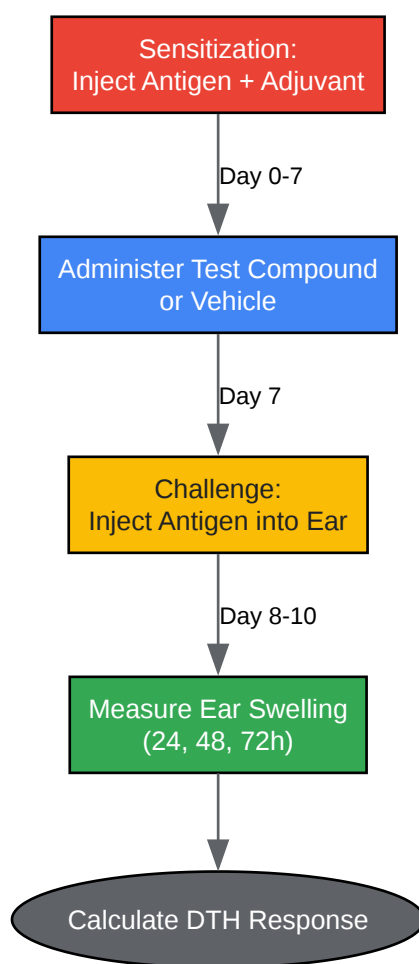 Sensitization:
Inject Antigen + Adjuvant
Day 0-7
Administer Test Compound
or Vehicle
Day 7
Challenge:
Inject Antigen into Ear
Day 8-10
Measure Ear Swelling
(24, 48, 72h)
Calculate DTH Response